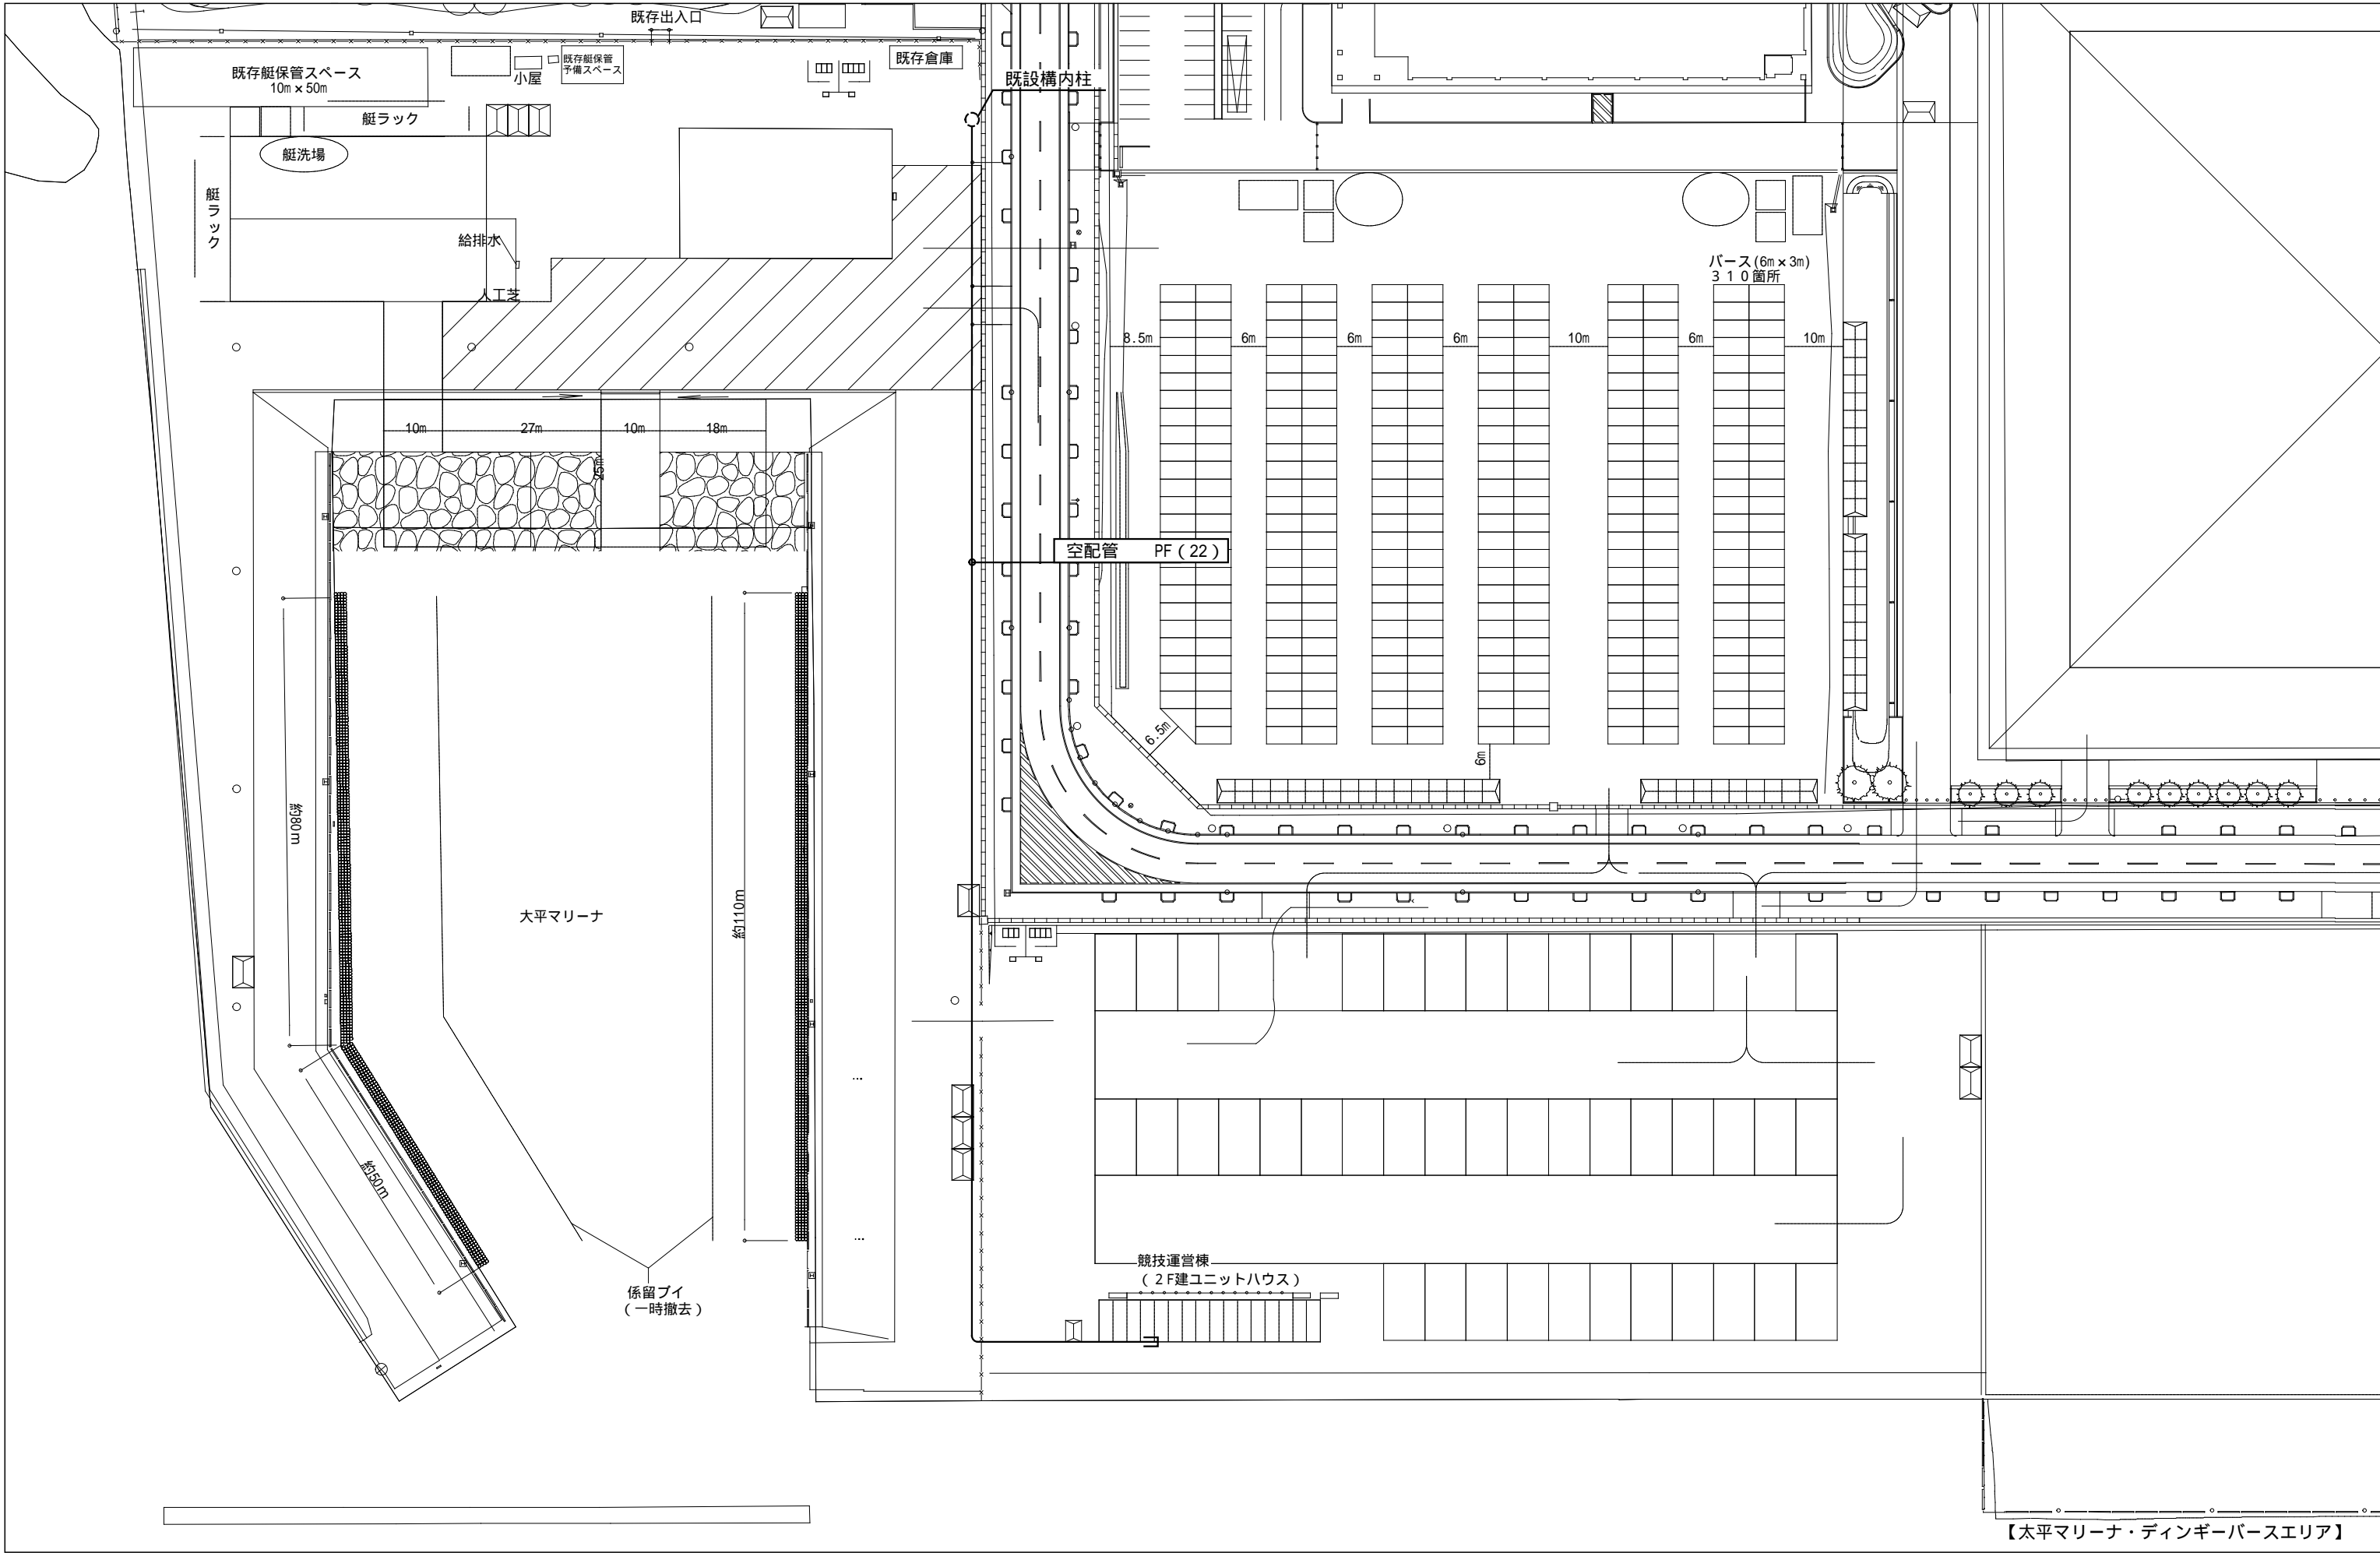 既存出入口
既存艇保管スペース
10m×50m
小屋
既存艇保管
予備スペース
既存倉庫
既設構内柱
艇ラック
艇洗場
艇ラック
給排水
人工芝
バース(6m×3m)
３１０箇所
8.5m
6m
6m
6m
10m
6m
10m
10m
27m
10m
18m
25m
空配管 PF（22）
6.5m
6m
約80m
約110m
太平マリーナ
約50m
係留ブイ
（一時撤去）
競技運営棟
（２F建ユニットハウス）
【太平マリーナ・ディンギーバースエリア】